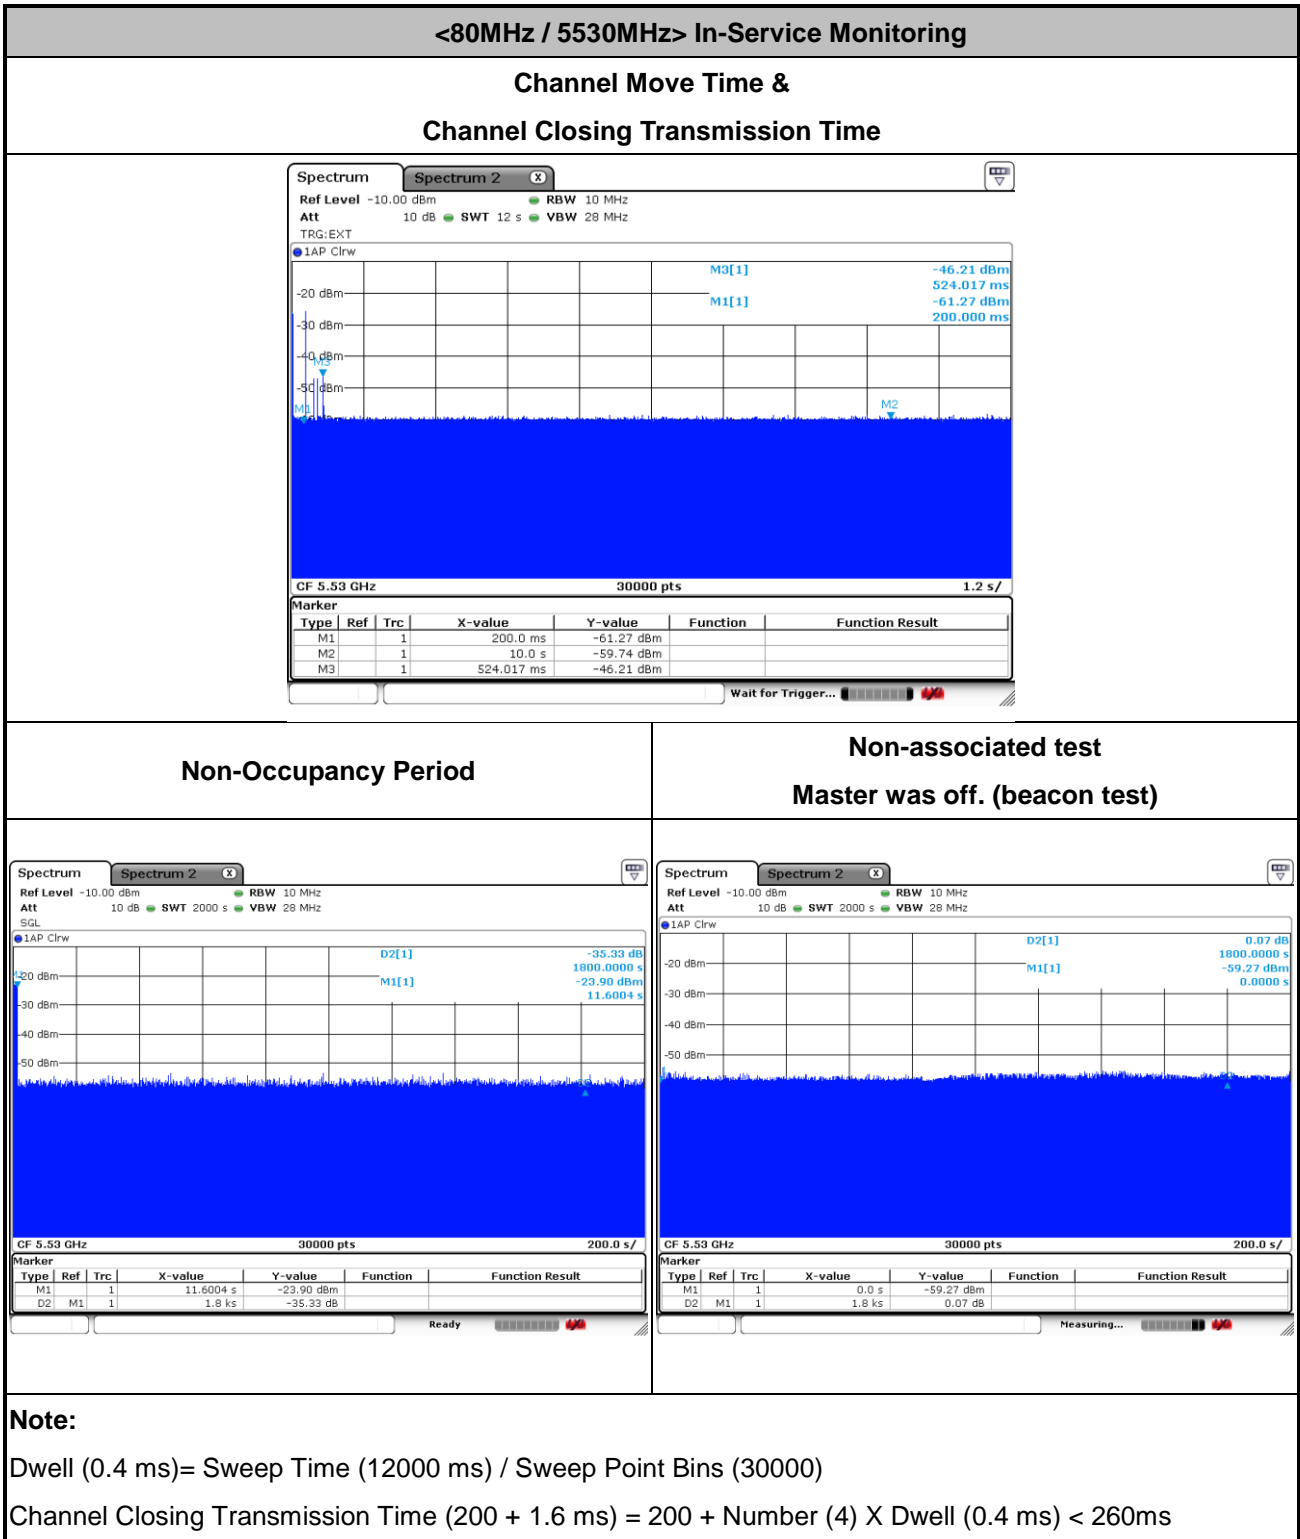 <80MHz / 5530MHz> In-Service Monitoring
Channel Move Time &
Channel Closing Transmission Time
Spectrum Spectrum 2 X
Ref Level -10.00 dBm RBW 10 MHz
Att 10 dB SWT 12 s VBW 28 MHz
TRG:EXT
1AP Clrw
M3[1] -46.21 dBm
524.017 ms
-20 dBm
M1[1] -61.27 dBm
200.000 ms
-30 dBm
-40 dBm
M3
-50 dBm
M1
M2
CF 5.53 GHz 30000 pts 1.2 s/
Marker
Type Ref Trc X-value Y-value Function Function Result
M1 1 200.0 ms -61.27 dBm
M2 1 10.0 s -59.74 dBm
M3 1 524.017 ms -46.21 dBm
Wait for Trigger...
Non-Occupancy Period
Non-associated test
Master was off. (beacon test)
Spectrum Spectrum 2 X
Ref Level -10.00 dBm RBW 10 MHz
Att 10 dB SWT 2000 s VBW 28 MHz
SGL
1AP Clrw
D2[1] -35.33 dB
1800.0000 s
-20 dBm
M1[1] -23.90 dBm
11.6004 s
-30 dBm
-40 dBm
-50 dBm
CF 5.53 GHz 30000 pts 200.0 s/
Marker
Type Ref Trc X-value Y-value Function Function Result
M1 1 11.6004 s -23.90 dBm
D2 M1 1 1.8 ks -35.33 dB
Ready
Spectrum Spectrum 2 X
Ref Level -10.00 dBm RBW 10 MHz
Att 10 dB SWT 2000 s VBW 28 MHz
1AP Clrw
D2[1] 0.07 dB
1800.0000 s
-20 dBm
M1[1] -59.27 dBm
0.0000 s
-30 dBm
-40 dBm
-50 dBm
CF 5.53 GHz 30000 pts 200.0 s/
Marker
Type Ref Trc X-value Y-value Function Function Result
M1 1 0.0 s -59.27 dBm
D2 M1 1 1.8 ks 0.07 dB
Measuring...
Note:
Dwell (0.4 ms)= Sweep Time (12000 ms) / Sweep Point Bins (30000)
Channel Closing Transmission Time (200 + 1.6 ms) = 200 + Number (4) X Dwell (0.4 ms) < 260ms